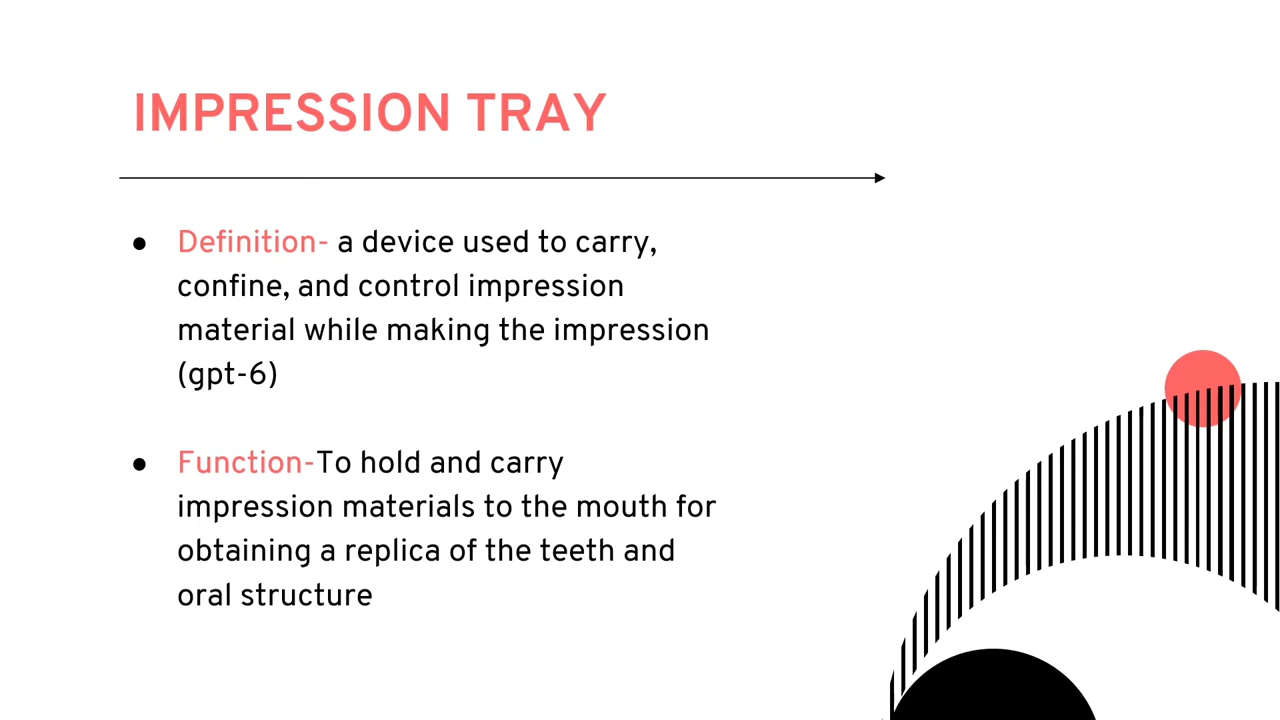 IMPRESSION TRAY
● Definition- a device used to carry,
confine, and control impression
material while making the impression
(gpt-6)
● Function-To hold and carry
impression materials to the mouth for
obtaining a replica of the teeth and
oral structure